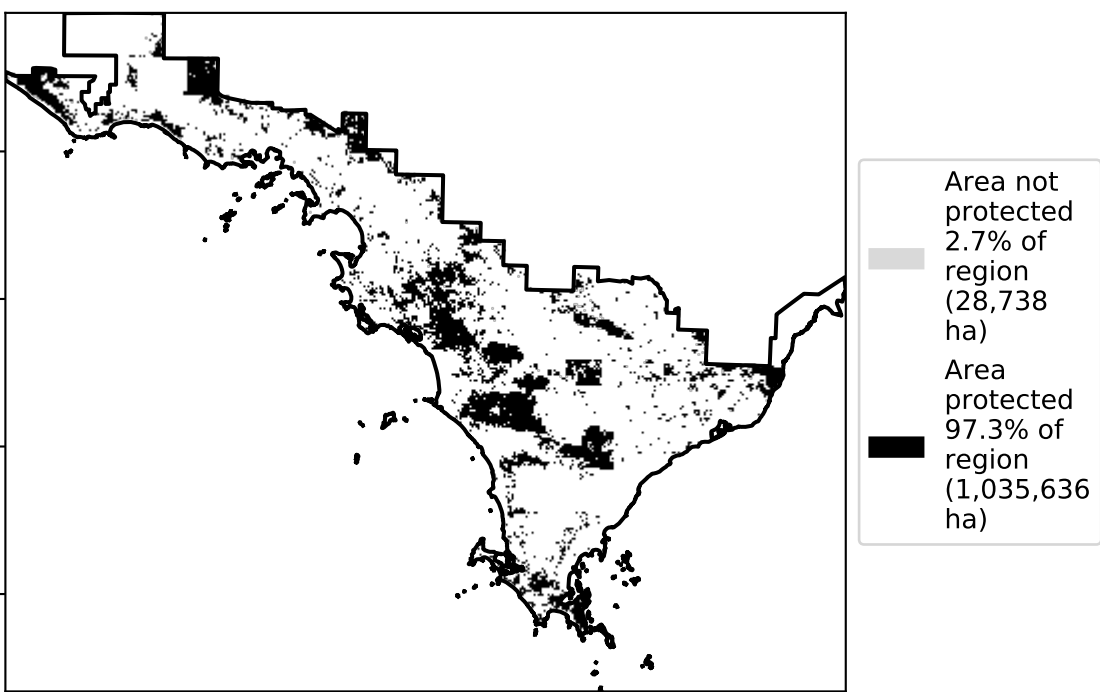 Area not
protected
2.7% of
region
(28,738
ha)
Area
protected
97.3% of
region
(1,035,636
ha)